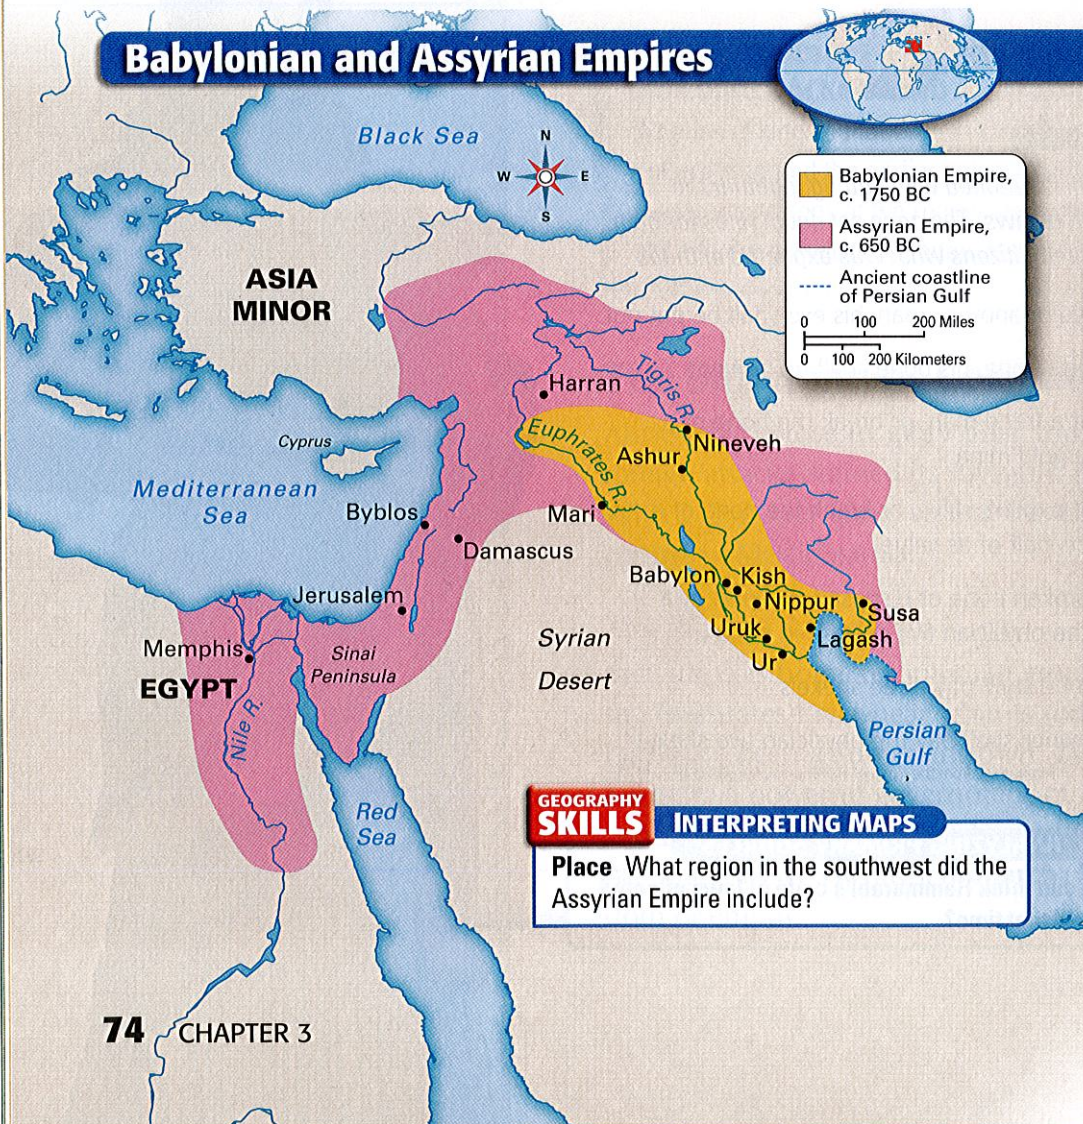 Babylonian and Assyrian Empires
Black Sea
N
W
E
S
Babylonian Empire,
c. 1750 BC
Assyrian Empire,
c. 650 BC
Ancient coastline
of Persian Gulf
0 100 200 Miles
0 100 200 Kilometers
ASIA
MINOR
Harran
Tigris R.
Cyprus
Euphrates R.
Nineveh
Ashur
Mediterranean
Sea
Byblos
Mari
Damascus
Babylon
Kish
Jerusalem
Nippur
Susa
Uruk
Lagash
Memphis
Sinai
Peninsula
Syrian
Desert
Ur
EGYPT
Nile R.
Persian
Gulf
Red
Sea
GEOGRAPHY
SKILLS
INTERPRETING MAPS
Place What region in the southwest did the
Assyrian Empire include?
74 CHAPTER 3